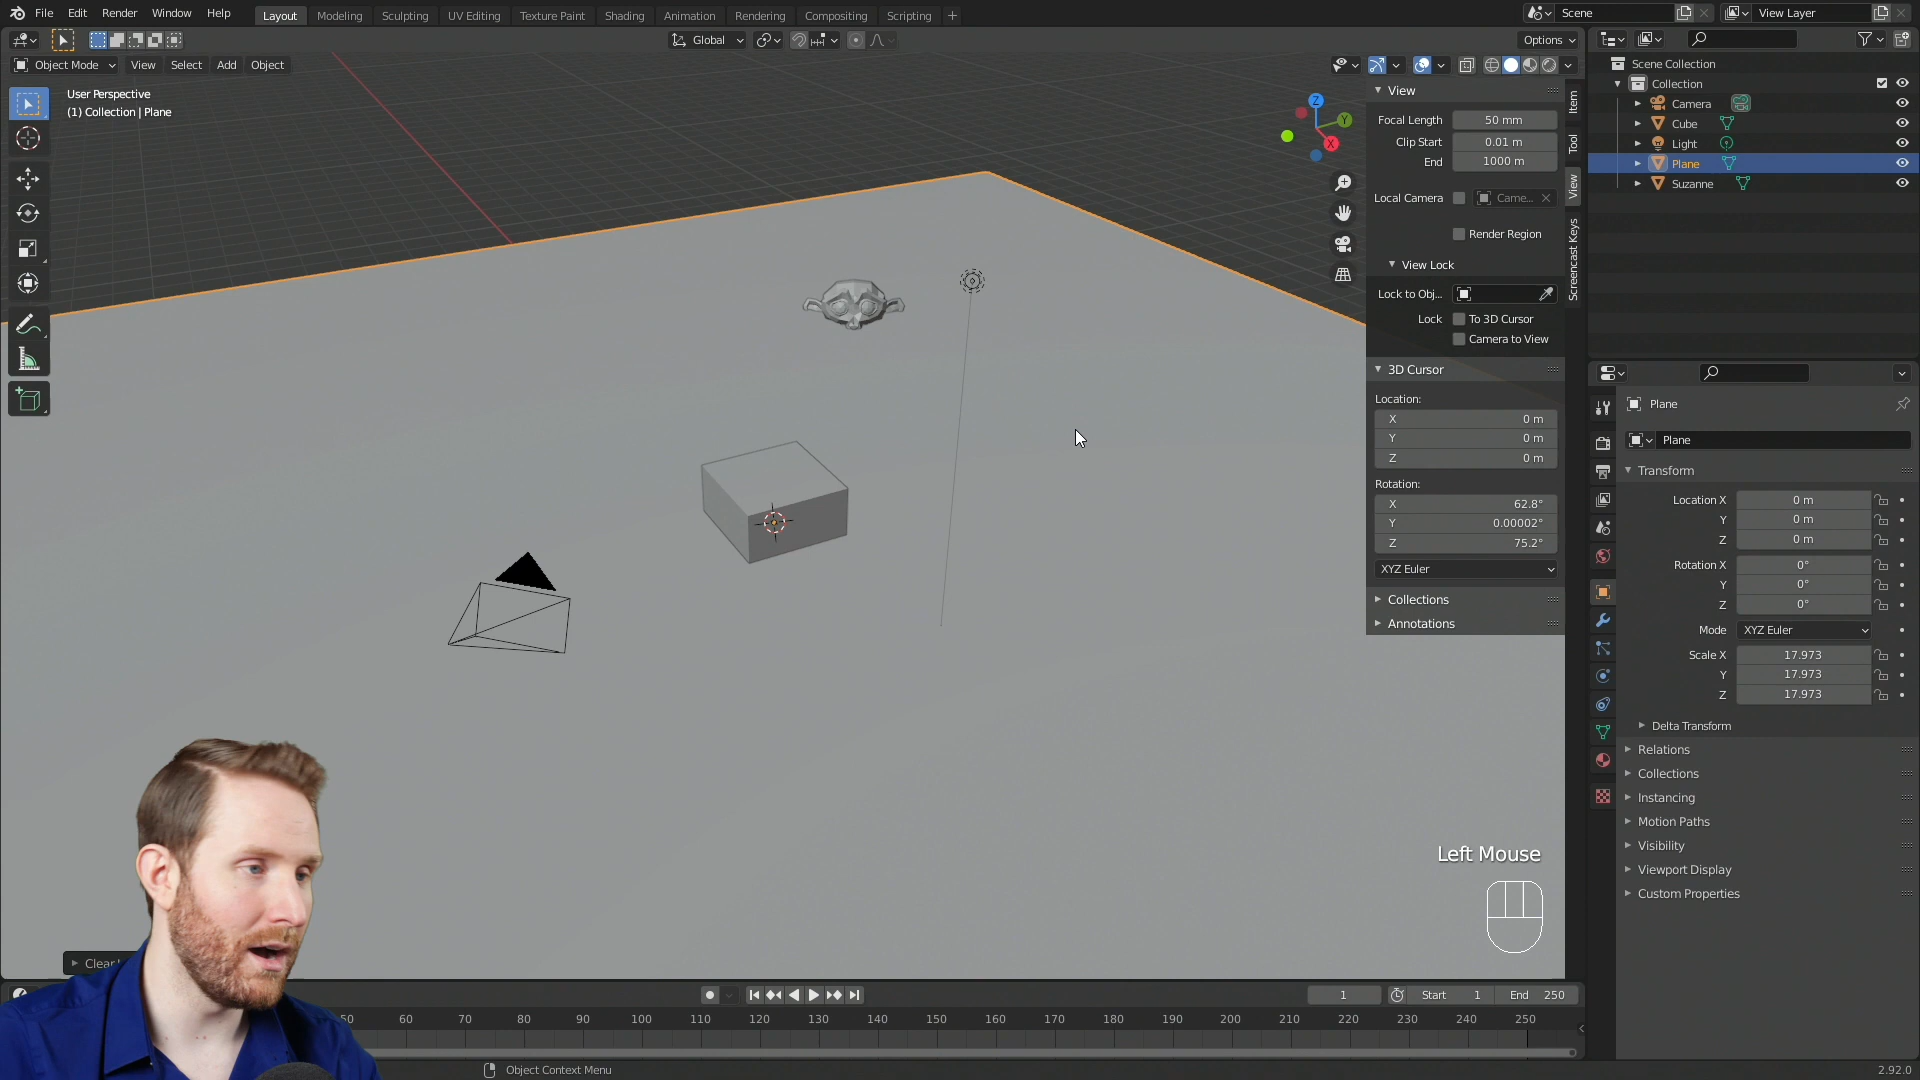 File Edit Render Window Help
Layout Modeling Sculpting UV Editing Texture Paint Shading Animation Rendering Compositing Scripting +
Scene
View Layer
Global
Options
Object Mode View Select Add Object
User Perspective
(1) Collection | Plane
Z
Y
X
View
Focal Length 50 mm
Clip Start 0.01 m
End 1000 m
Local Camera Came...
Render Region
View Lock
Lock to Obj...
Lock To 3D Cursor
Camera to View
3D Cursor
Location:
X 0 m
Y 0 m
Z 0 m
Rotation:
X 62.8°
Y 0.00002°
Z 75.2°
XYZ Euler
Collections
Annotations
Item
Tool
View
Screencast Keys
Scene Collection
Collection
Camera
Cube
Light
Plane
Suzanne
Plane
Plane
Transform
Location X 0 m
Y 0 m
Z 0 m
Rotation X 0°
Y 0°
Z 0°
Mode XYZ Euler
Scale X 17.973
Y 17.973
Z 17.973
Delta Transform
Relations
Collections
Instancing
Motion Paths
Visibility
Viewport Display
Custom Properties
Left Mouse
Clear
1 Start 1 End 250
50 60 70 80 90 100 110 120 130 140 150 160 170 180 190 200 210 220 230 240 250
Object Context Menu
2.92.0